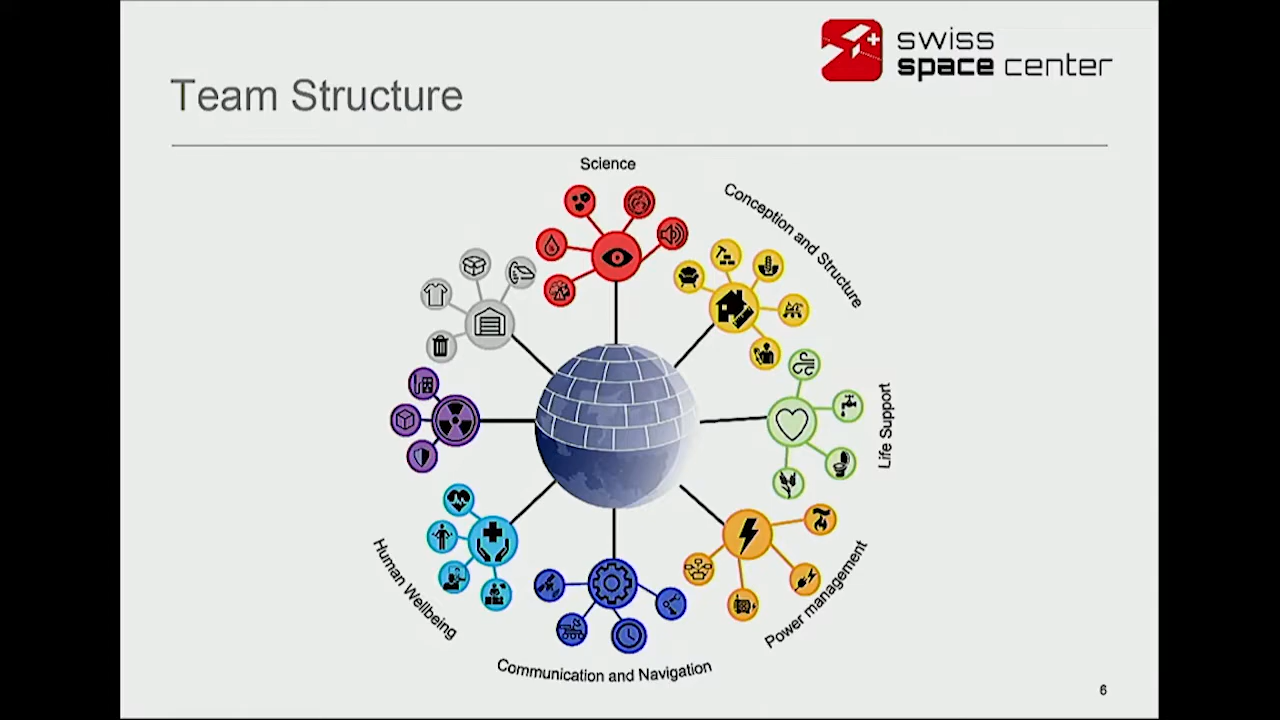 swiss
space center
Team Structure
Science
Conception and Structure
Life Support
Power management
Human Wellbeing
Communication and Navigation
6